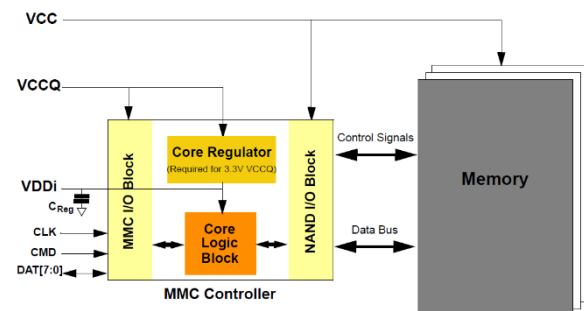 VCC
VCCQ
Core Regulator
(Required for 3.3V VCCQ)
MMC I/O Block
NAND I/O Block
Control Signals
Memory
VDDi
CReg
Core
Logic
Block
CLK
CMD
DAT[7:0]
Data Bus
MMC Controller